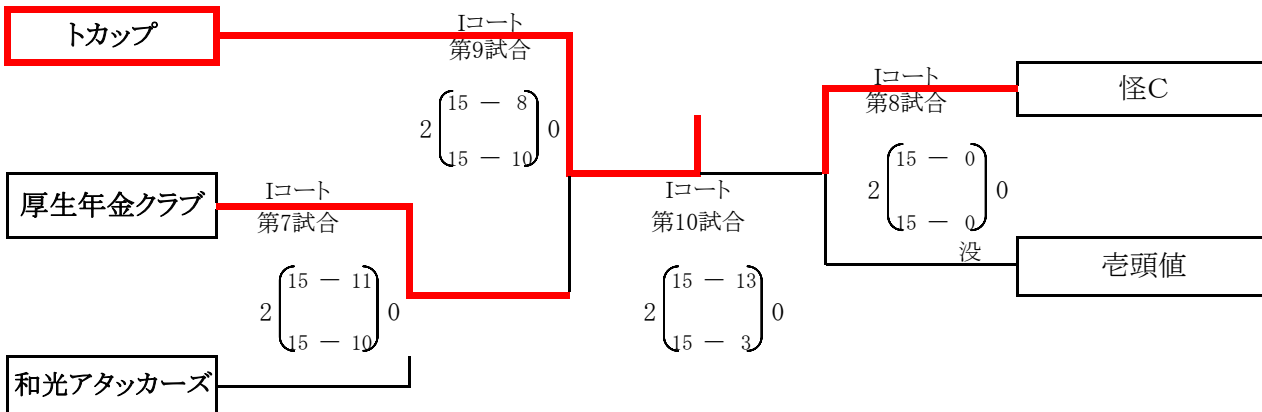 トカップ
Iコート
第9試合
15 － 8
2 0
15 － 10
Iコート
第8試合
怪C
15 － 0
2 0
15 － 0
没
厚生年金クラブ
Iコート
第7試合
15 － 11
2 0
15 － 10
Iコート
第10試合
15 － 13
2 0
15 － 3
壱頭値
和光アタッカーズ